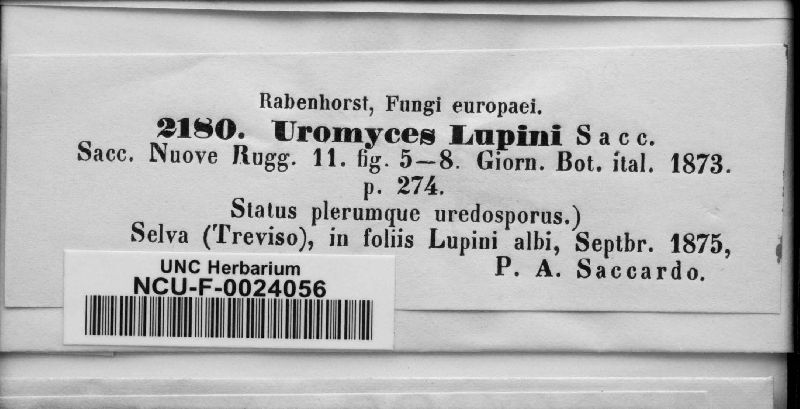 Rabenhorst, Fungi europaei.
2180. Uromyces Lupini Sacc.
Sacc. Nuove Rugg. 11. fig. 5—8. Giorn. Bot. ital. 1873.
p. 274.
Status plerumque uredosporus.)
Selva (Treviso), in foliis Lupini albi, Septbr. 1875,
P. A. Saccardo.
UNC Herbarium
NCU-F-0024056